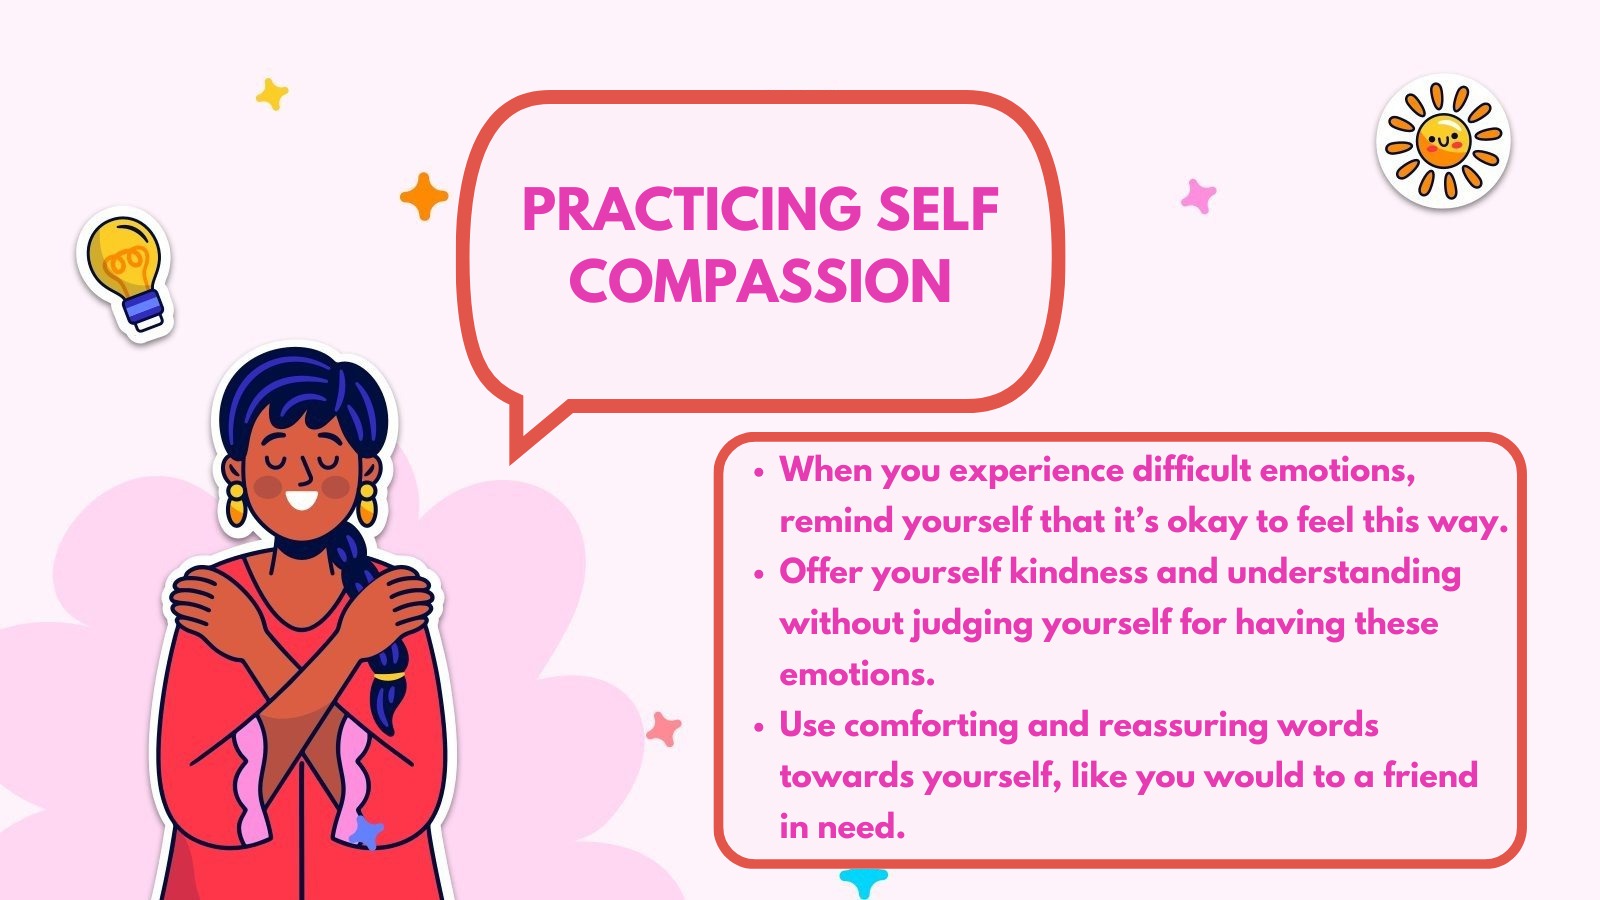 PRACTICING SELF
COMPASSION
• When you experience difficult emotions,
remind yourself that it’s okay to feel this way.
• Offer yourself kindness and understanding
without judging yourself for having these
emotions.
• Use comforting and reassuring words
towards yourself, like you would to a friend
in need.